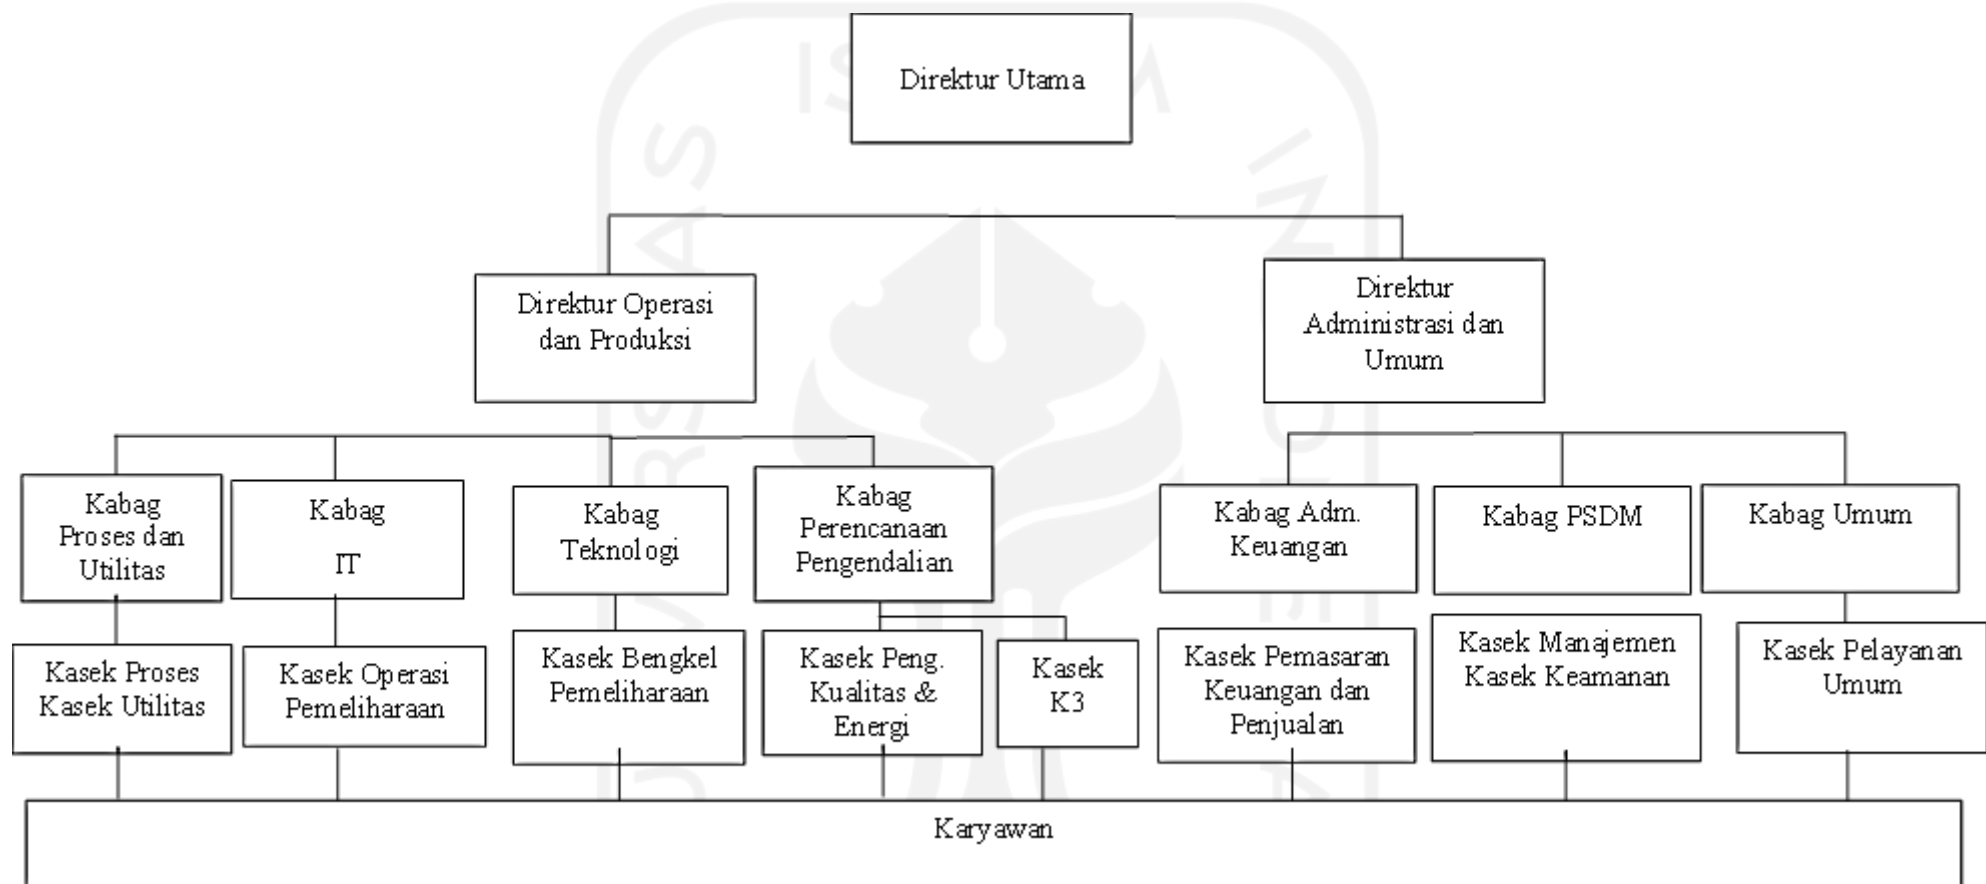 Direktur Utama
Direktur Operasi
dan Produksi
Direktur
Administrasi dan
Umum
Kabag
Proses dan
Utilitas
Kabag
IT
Kabag
Teknologi
Kabag
Perencanaan
Pengendalian
Kabag Adm.
Keuangan
Kabag PSDM
Kabag Umum
Kasek Proses
Kasek Utilitas
Kasek Operasi
Pemeliharaan
Kasek Bengkel
Pemeliharaan
Kasek Peng.
Kualitas &
Energi
Kasek
K3
Kasek Pemasaran
Keuangan dan
Penjualan
Kasek Manajemen
Kasek Keamanan
Kasek Pelayanan
Umum
Karyawan